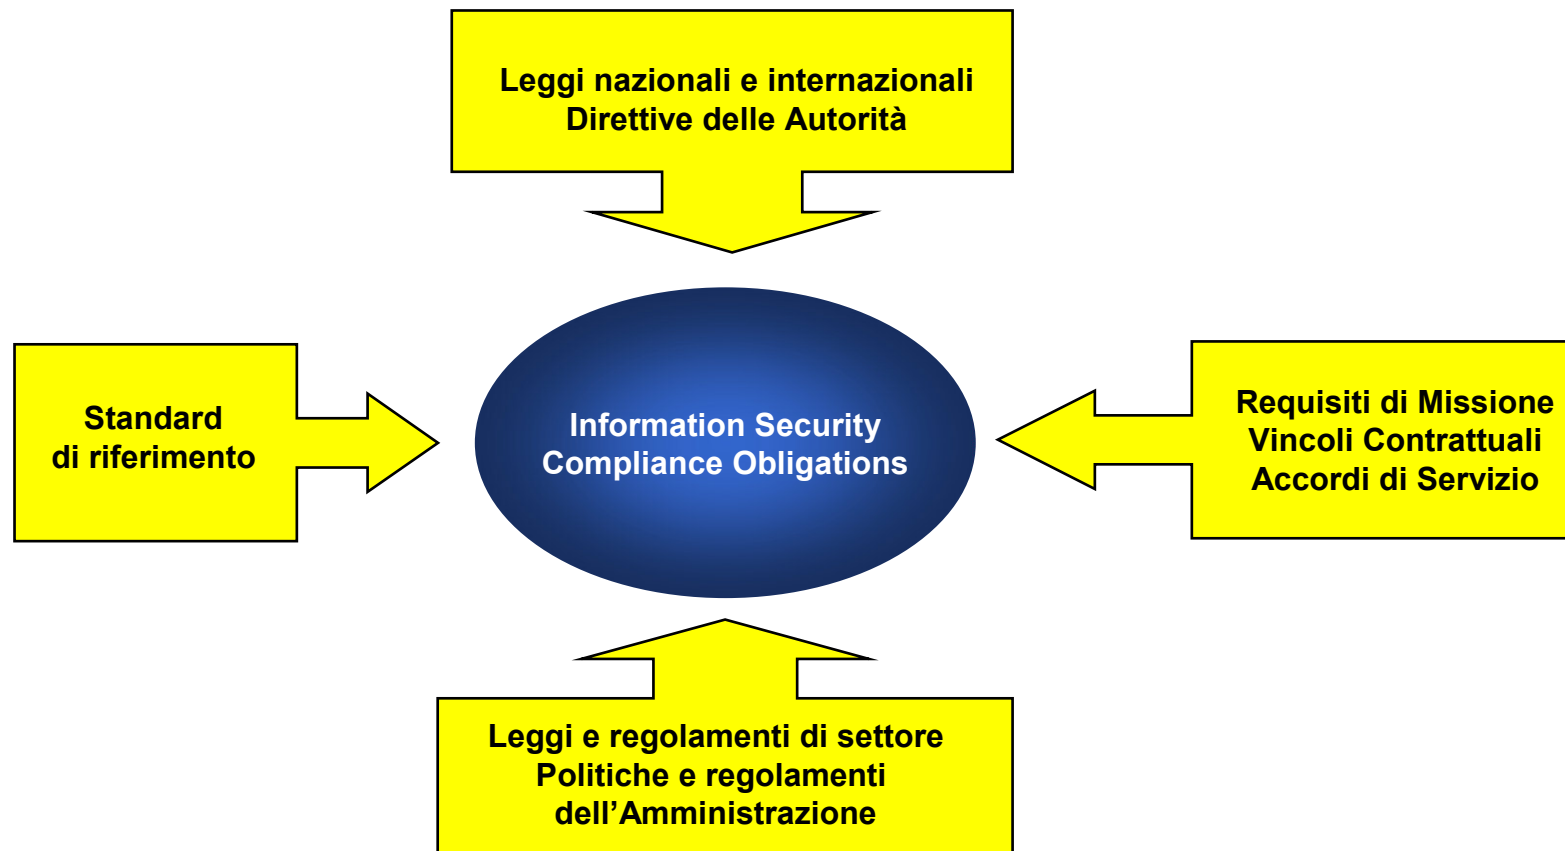 Leggi nazionali e internazionali
Direttive delle Autorità
Standard
di riferimento
Information Security
Compliance Obligations
Requisiti di Missione
Vincoli Contrattuali
Accordi di Servizio
Leggi e regolamenti di settore
Politiche e regolamenti
dell’Amministrazione